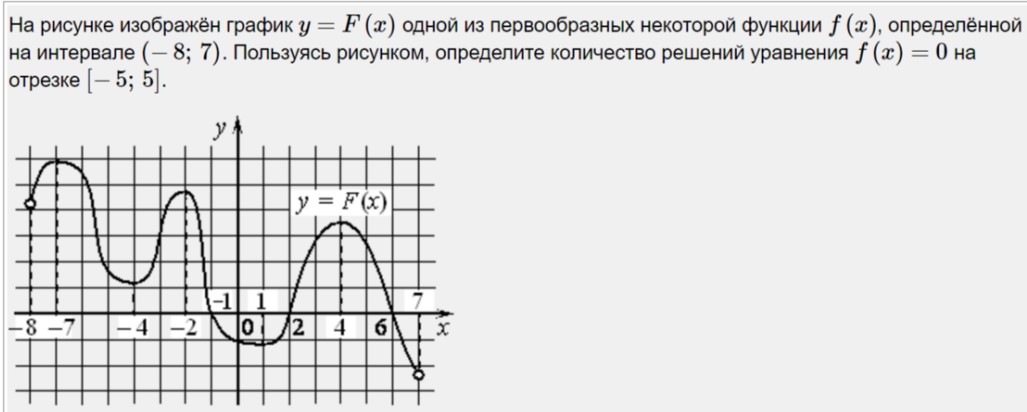 На рисунке изображён график y = F (x) одной из первообразных некоторой функции f (x), определённой
на интервале (− 8; 7). Пользуясь рисунком, определите количество решений уравнения f (x) = 0 на
отрезке [− 5; 5].
y
y = F(x)
−1 1 7
−8 −7 −4 −2 0 2 4 6 x